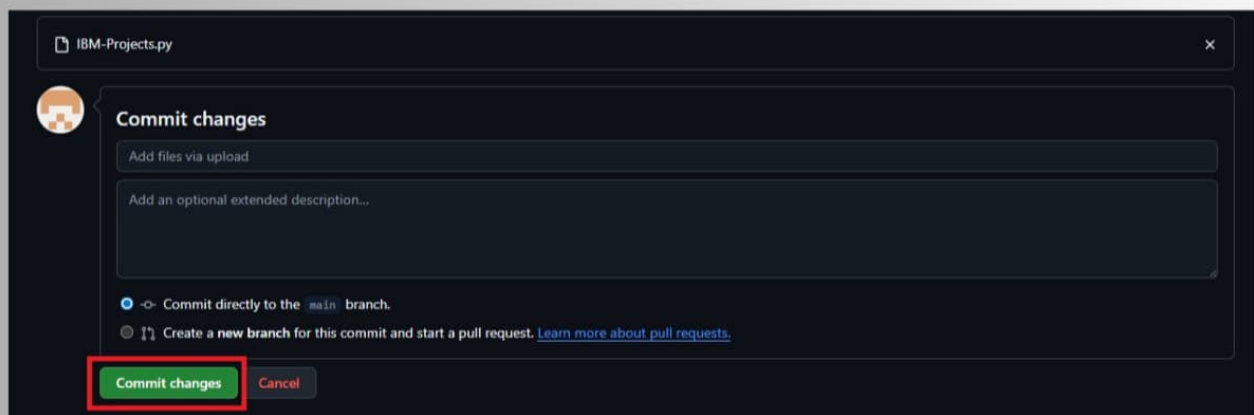 IBM-Projects.py
Commit changes
Add files via upload
Add an optional extended description...
Commit directly to the main branch.
Create a new branch for this commit and start a pull request. Learn more about pull requests.
Commit changes Cancel